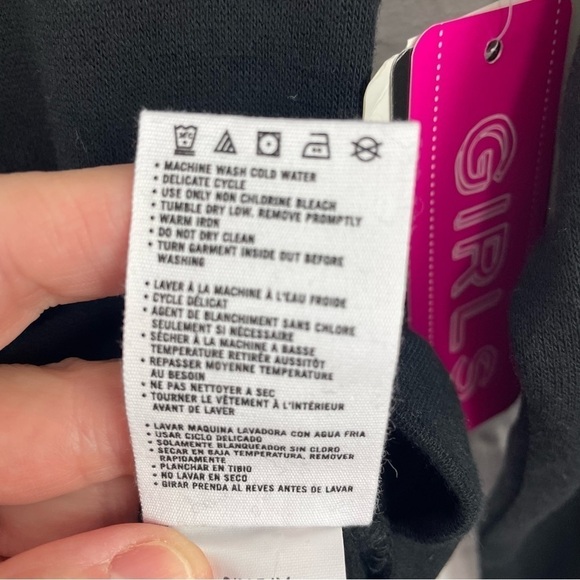 • MACHINE WASH COLD WATER
• DELICATE CYCLE
• USE ONLY NON CHLORINE BLEACH
• TUMBLE DRY LOW, REMOVE PROMPTLY
• WARM IRON
• DO NOT DRY CLEAN
• TURN GARMENT INSIDE OUT BEFORE
WASHING
• LAVER À LA MACHINE À L'EAU FROIDE
• CYCLE DÉLICAT
• AGENT DE BLANCHIMENT SANS CHLORE
SEULEMENT SI NÉCESSAIRE
• SÉCHER À LA MACHINE A BASSE
TEMPERATURE RETIRÉE AUSSITÔT
• REPASSER MOYENNE TEMPERATURE
AU BESOIN
• NE PAS NETTOYER A SEC
• TOURNER LE VÊTEMENT À L'INTÉRIEUR
AVANT DE LAVER
• LAVAR MAQUINA LAVADORA CON AGUA FRIA
• USAR CICLO DELICADO
• SOLAMENTE BLANQUEADOR SIN CLORO
• SECAR EN BAJA TEMPERATURA, REMOVER
RAPIDAMENTE
• PLANCHAR EN TIBIO
• NO LAVAR EN SECO
• GIRAR PRENDA AL REVES ANTES DE LAVAR
GIRLS